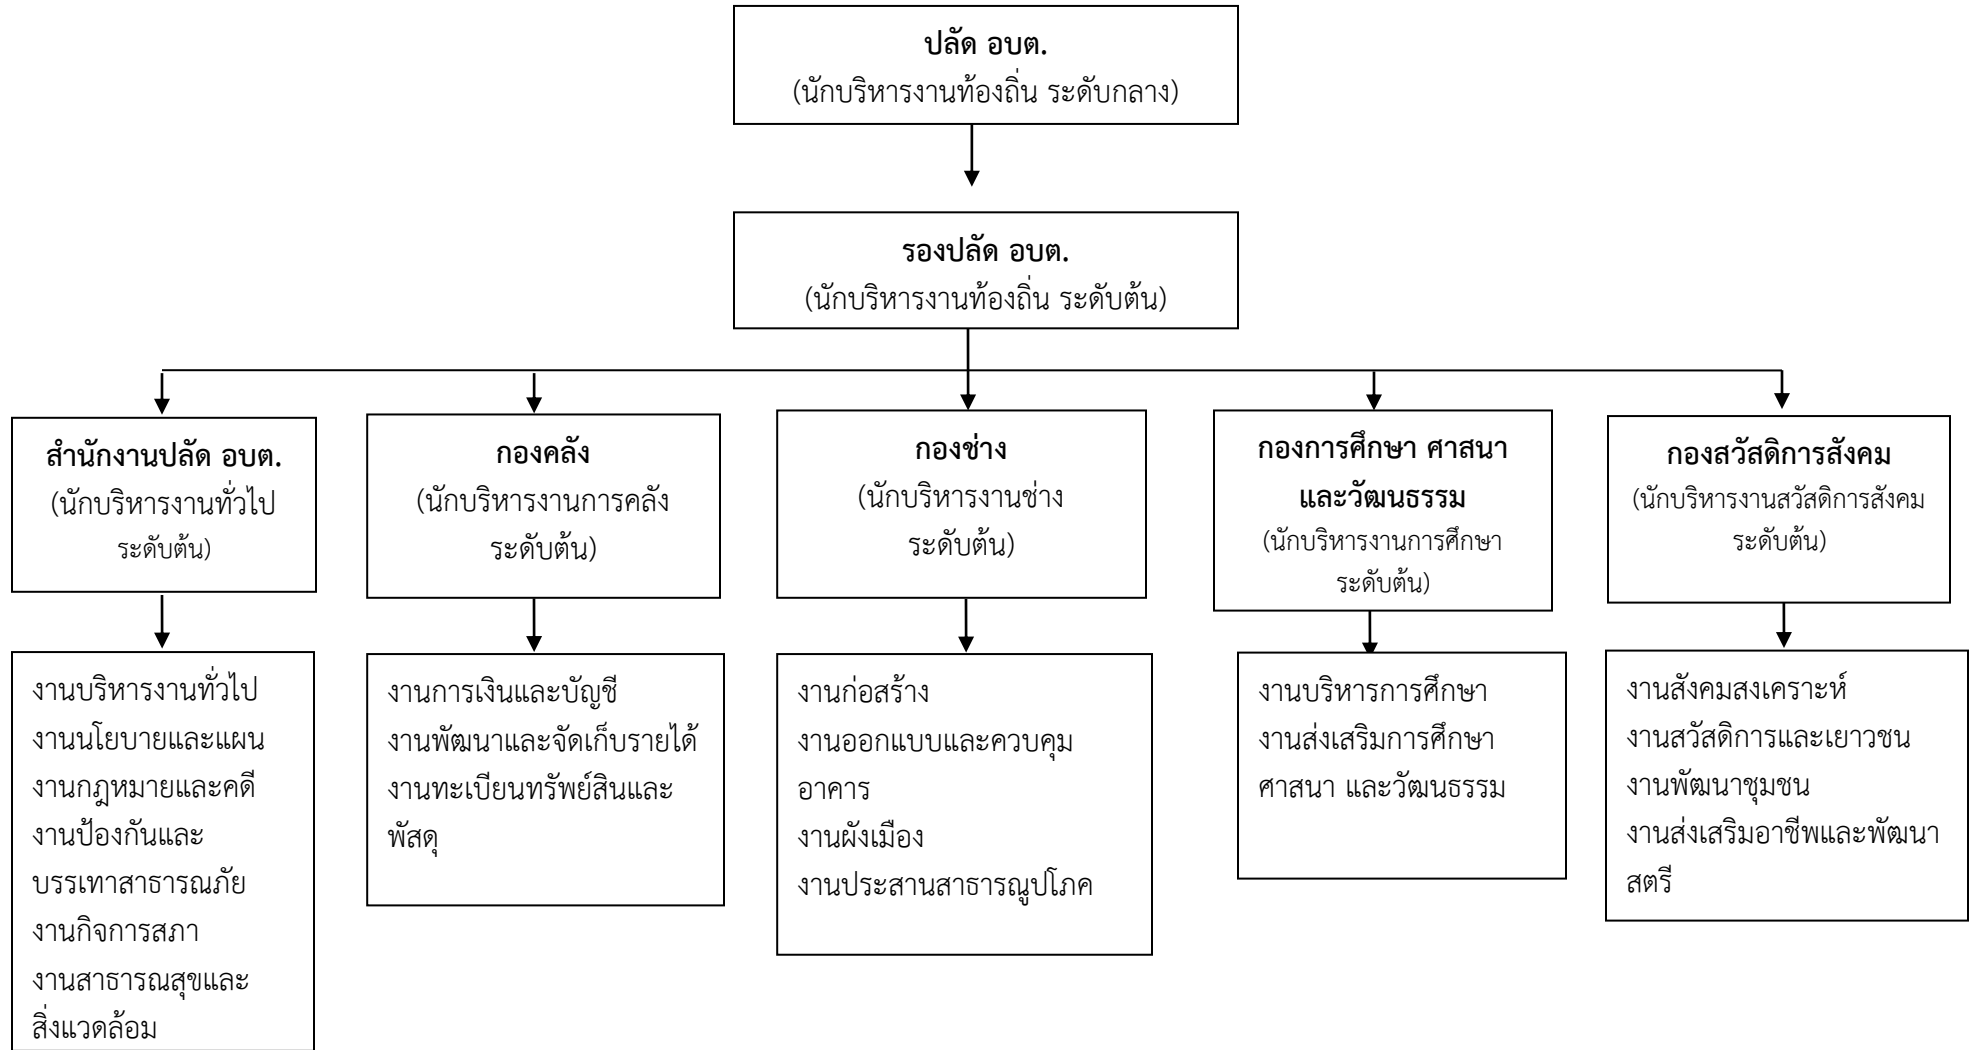 ปลัด อบต.
(นักบริหารงานท้องถิ่น ระดับกลาง)
รองปลัด อบต.
(นักบริหารงานท้องถิ่น ระดับต้น)
สำนักงานปลัด อบต.
(นักบริหารงานทั่วไป
ระดับต้น)
กองคลัง
(นักบริหารงานการคลัง
ระดับต้น)
กองช่าง
(นักบริหารงานช่าง
ระดับต้น)
กองการศึกษา ศาสนา
และวัฒนธรรม
(นักบริหารงานการศึกษา
ระดับต้น)
กองสวัสดิการสังคม
(นักบริหารงานสวัสดิการสังคม
ระดับต้น)
งานบริหารงานทั่วไป
งานนโยบายและแผน
งานกฎหมายและคดี
งานป้องกันและ
บรรเทาสาธารณภัย
งานกิจการสภา
งานสาธารณสุขและ
สิ่งแวดล้อม
งานการเงินและบัญชี
งานพัฒนาและจัดเก็บรายได้
งานทะเบียนทรัพย์สินและ
พัสดุ
งานก่อสร้าง
งานออกแบบและควบคุม
อาคาร
งานผังเมือง
งานประสานสาธารณูปโภค
งานบริหารการศึกษา
งานส่งเสริมการศึกษา
ศาสนา และวัฒนธรรม
งานสังคมสงเคราะห์
งานสวัสดิการและเยาวชน
งานพัฒนาชุมชน
งานส่งเสริมอาชีพและพัฒนา
สตรี